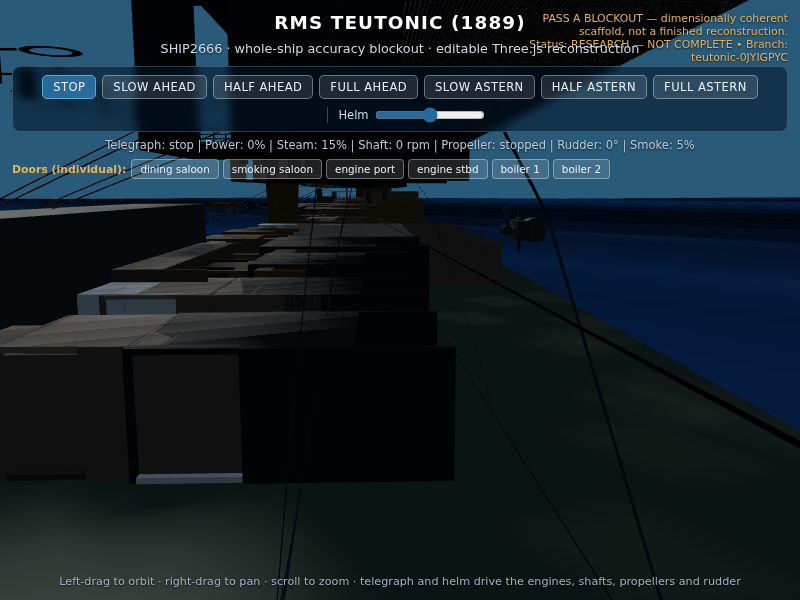 RMS TEUTONIC (1889)
SHIP2666 · whole-ship accuracy blockout · editable Three.js reconstruction
PASS A BLOCKOUT — dimensionally coherent
scaffold, not a finished reconstruction.
Status: RESEARCH — NOT COMPLETE • Branch:
teutonic-0JYIGPYC
STOP SLOW AHEAD HALF AHEAD FULL AHEAD SLOW ASTERN HALF ASTERN FULL ASTERN
Helm
Telegraph: stop | Power: 0% | Steam: 15% | Shaft: 0 rpm | Propeller: stopped | Rudder: 0° | Smoke: 5%
Doors (individual): dining saloon smoking saloon engine port engine stbd boiler 1 boiler 2
Left-drag to orbit · right-drag to pan · scroll to zoom · telegraph and helm drive the engines, shafts, propellers and rudder